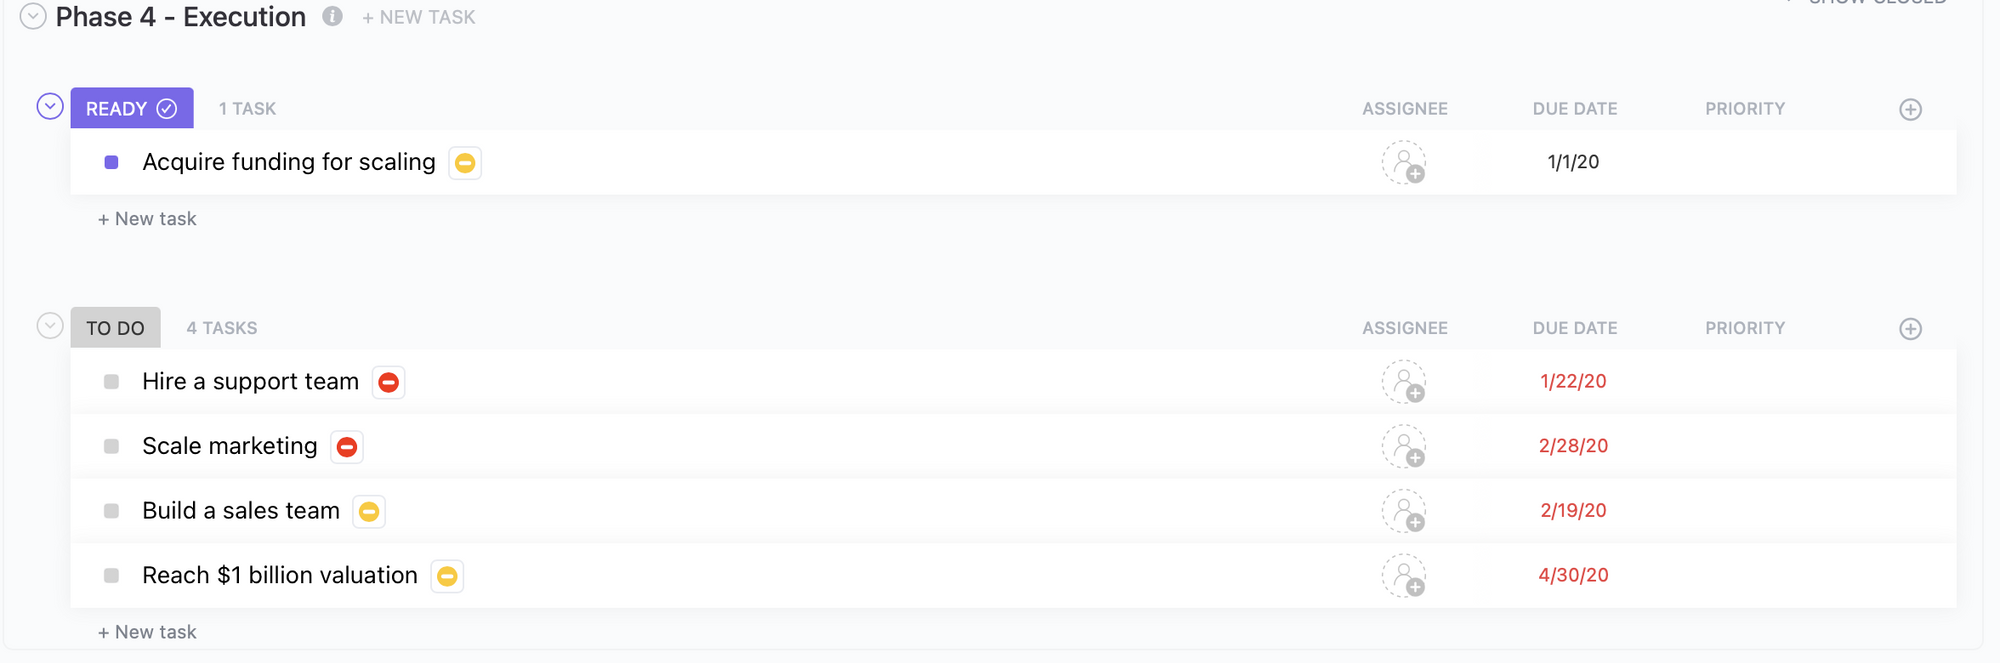 SHOW CLOSED
Phase 4 - Execution + NEW TASK
READY 1 TASK ASSIGNEE DUE DATE PRIORITY
Acquire funding for scaling 1/1/20
+ New task
TO DO 4 TASKS ASSIGNEE DUE DATE PRIORITY
Hire a support team 1/22/20
Scale marketing 2/28/20
Build a sales team 2/19/20
Reach $1 billion valuation 4/30/20
+ New task